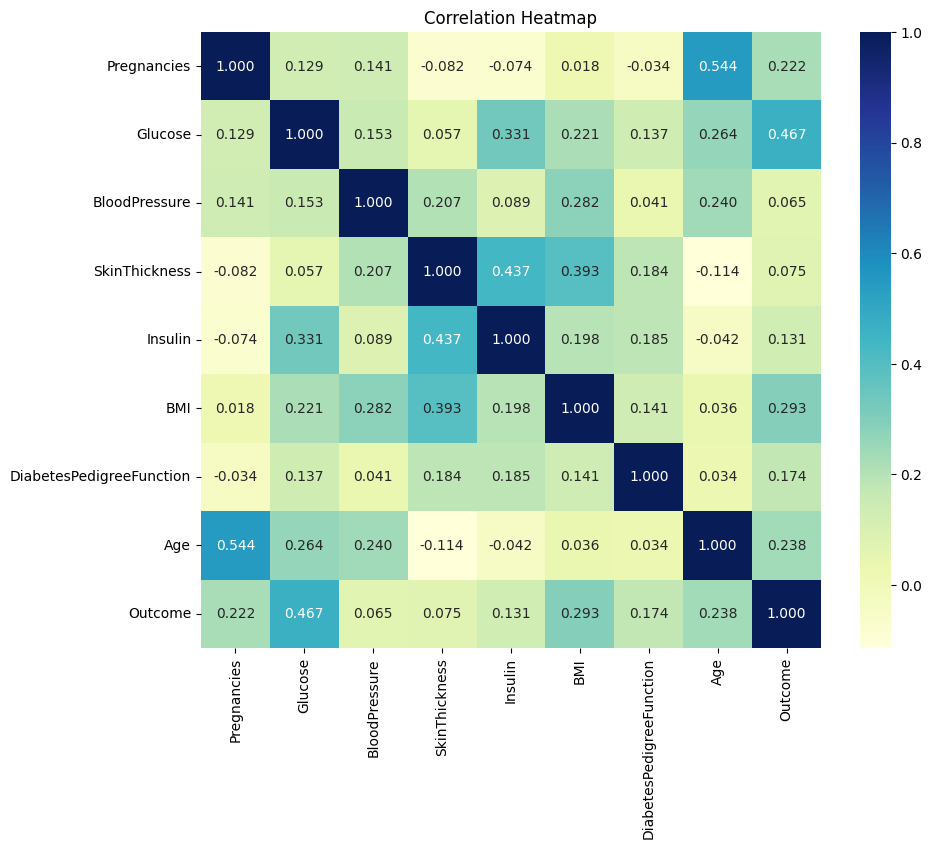 Correlation Heatmap
Pregnancies 1.000 0.129 0.141 -0.082 -0.074 0.018 -0.034 0.544 0.222
Glucose 0.129 1.000 0.153 0.057 0.331 0.221 0.137 0.264 0.467
BloodPressure 0.141 0.153 1.000 0.207 0.089 0.282 0.041 0.240 0.065
SkinThickness -0.082 0.057 0.207 1.000 0.437 0.393 0.184 -0.114 0.075
Insulin -0.074 0.331 0.089 0.437 1.000 0.198 0.185 -0.042 0.131
BMI 0.018 0.221 0.282 0.393 0.198 1.000 0.141 0.036 0.293
DiabetesPedigreeFunction -0.034 0.137 0.041 0.184 0.185 0.141 1.000 0.034 0.174
Age 0.544 0.264 0.240 -0.114 -0.042 0.036 0.034 1.000 0.238
Outcome 0.222 0.467 0.065 0.075 0.131 0.293 0.174 0.238 1.000
Pregnancies
Glucose
BloodPressure
SkinThickness
Insulin
BMI
DiabetesPedigreeFunction
Age
Outcome
1.0
0.8
0.6
0.4
0.2
0.0